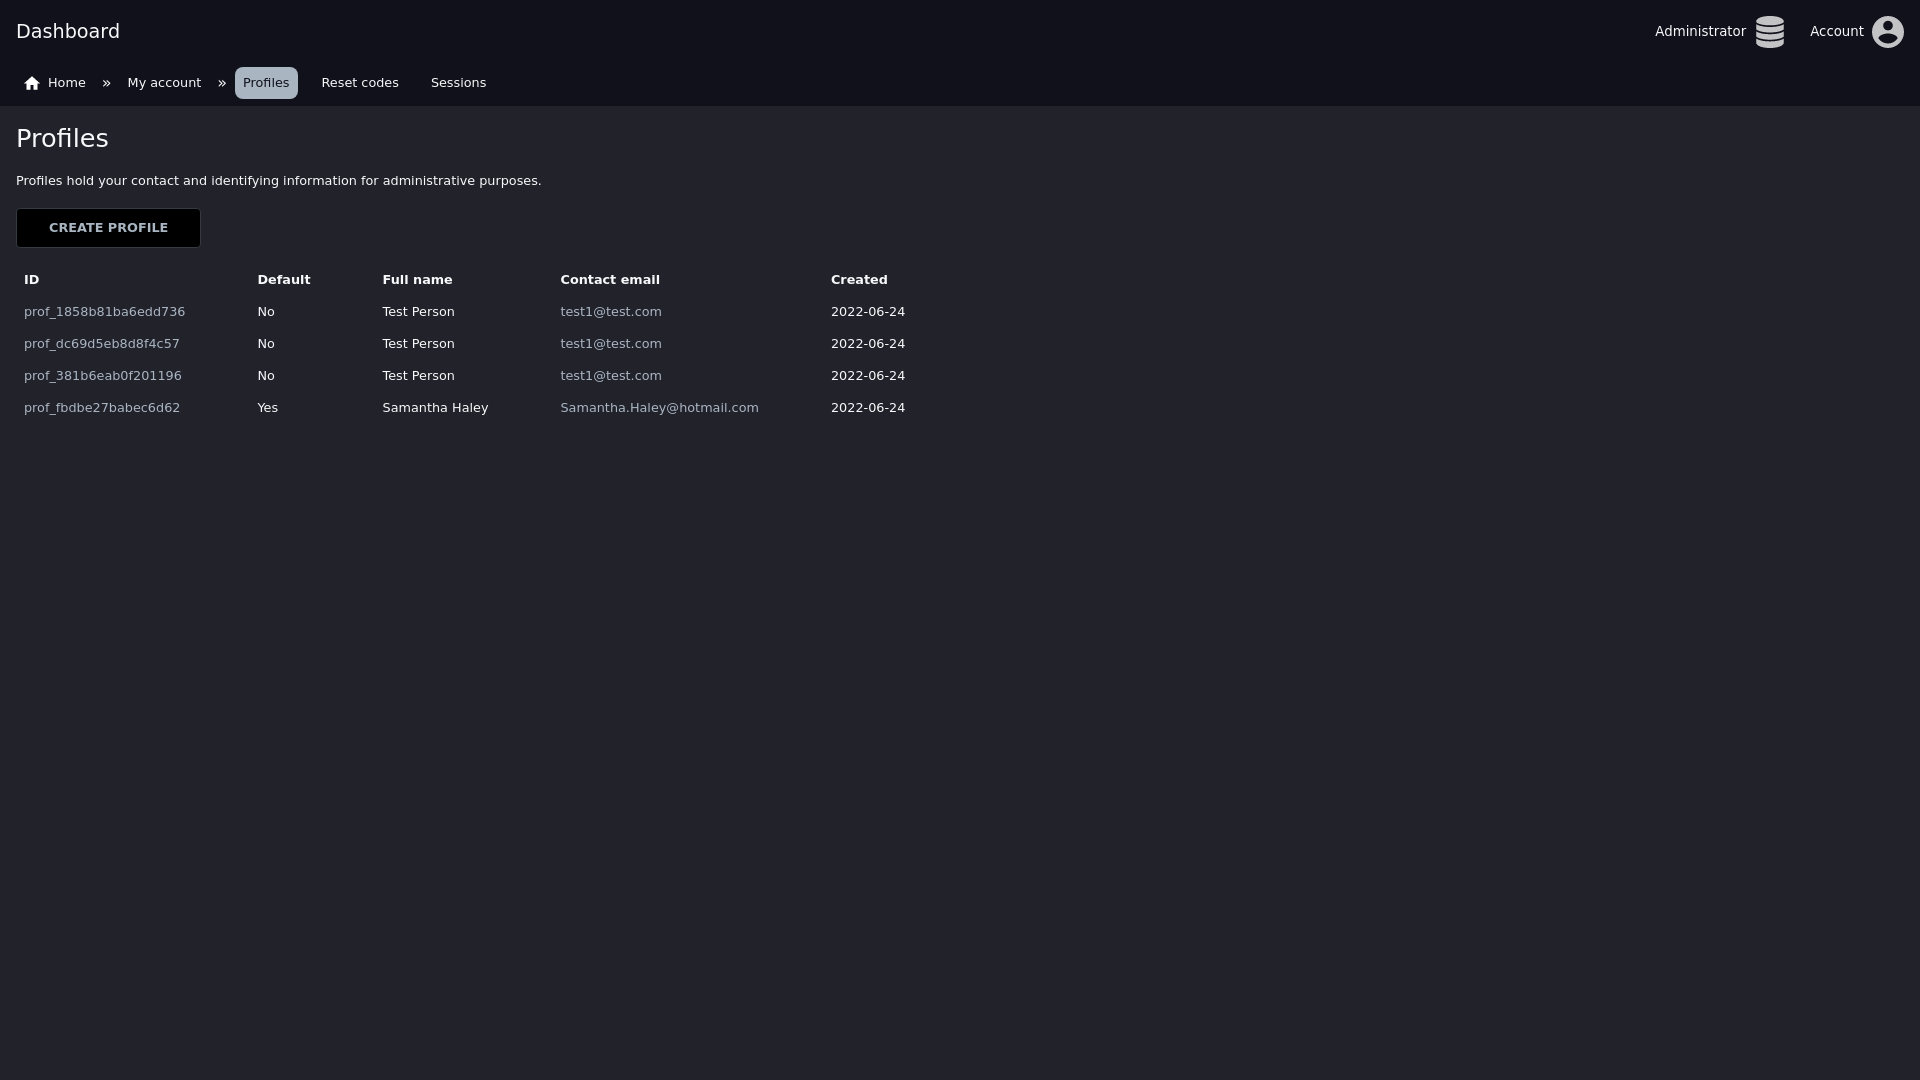 Dashboard
Administrator
Account
Home » My account » Profiles Reset codes Sessions
Profiles
Profiles hold your contact and identifying information for administrative purposes.
CREATE PROFILE
ID Default Full name Contact email Created
prof_1858b81ba6edd736 No Test Person test1@test.com 2022-06-24
prof_dc69d5eb8d8f4c57 No Test Person test1@test.com 2022-06-24
prof_381b6eab0f201196 No Test Person test1@test.com 2022-06-24
prof_fbdbe27babec6d62 Yes Samantha Haley Samantha.Haley@hotmail.com 2022-06-24